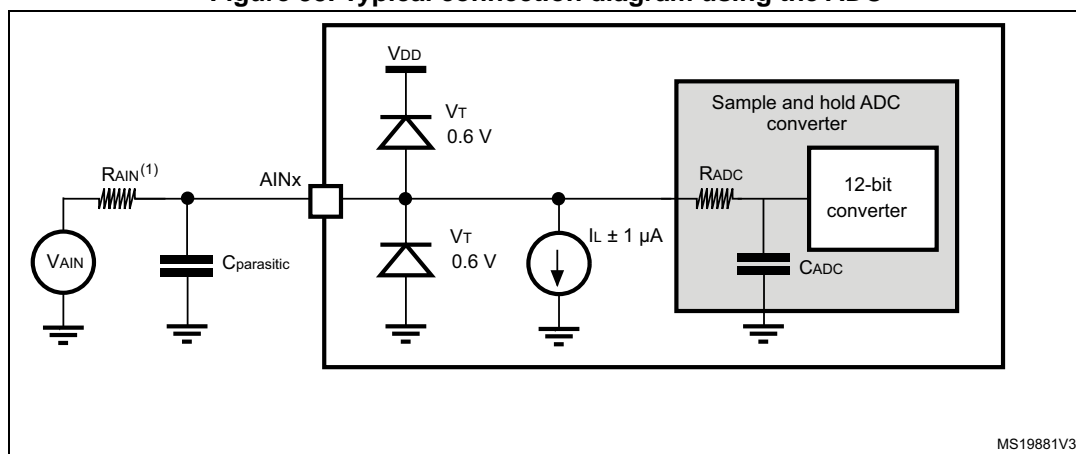 Figure Typical connection diagram using the ADC
VDD
Sample and hold ADC
converter
VT
0.6 V
RAIN(1)
AINx
RADC
12-bit
converter
VT
0.6 V
IL ± 1 µA
VAIN
Cparasitic
CADC
MS19881V3